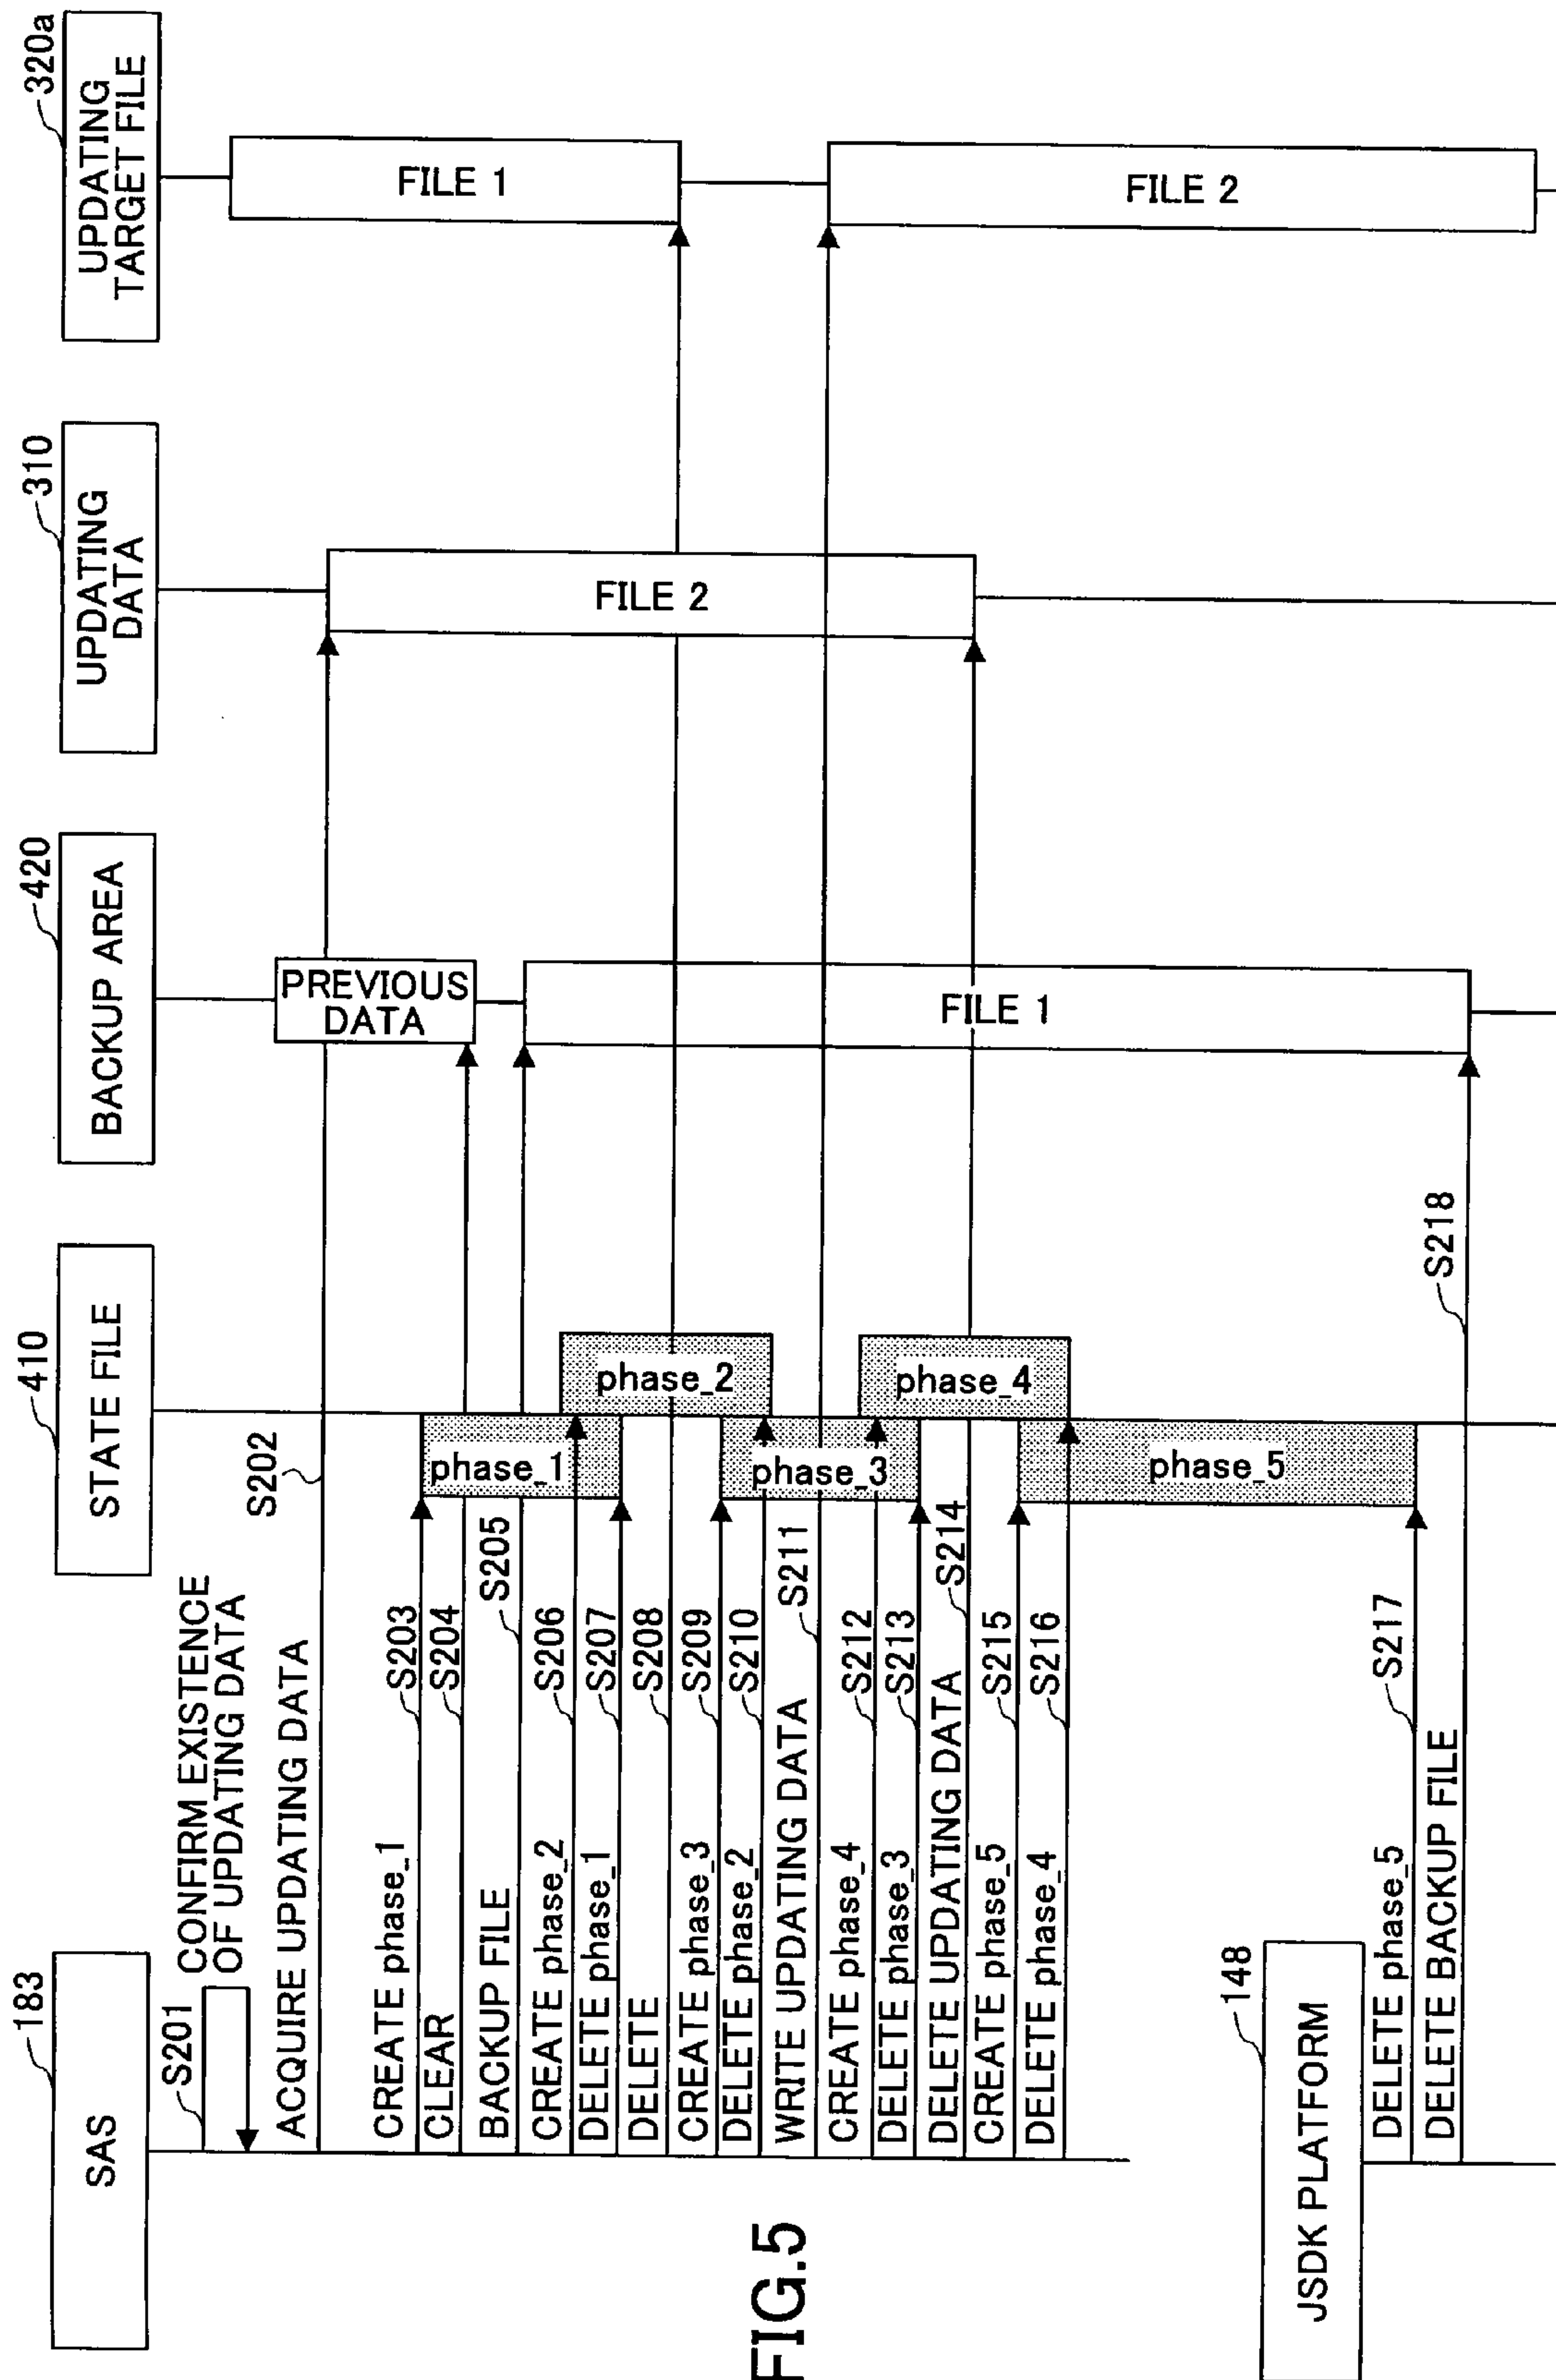 FIG.5
183
SAS
410
STATE FILE
420
BACKUP AREA
310
UPDATING
DATA
320a
UPDATING
TARGET FILE
S201
CONFIRM EXISTENCE
OF UPDATING DATA
ACQUIRE UPDATING DATA
S202
PREVIOUS
DATA
FILE 2
FILE 1
CREATE phase_1
S203
phase_1
CLEAR
S204
BACKUP FILE
S205
FILE 1
CREATE phase_2
S206
phase_2
DELETE phase_1
S207
DELETE
S208
CREATE phase_3
S209
phase_3
DELETE phase_2
S210
WRITE UPDATING DATA
S211
FILE 2
CREATE phase_4
S212
phase_4
DELETE phase_3
S213
DELETE UPDATING DATA
S214
CREATE phase_5
S215
phase_5
DELETE phase_4
S216
148
JSDK PLATFORM
DELETE phase_5
S217
DELETE BACKUP FILE
S218